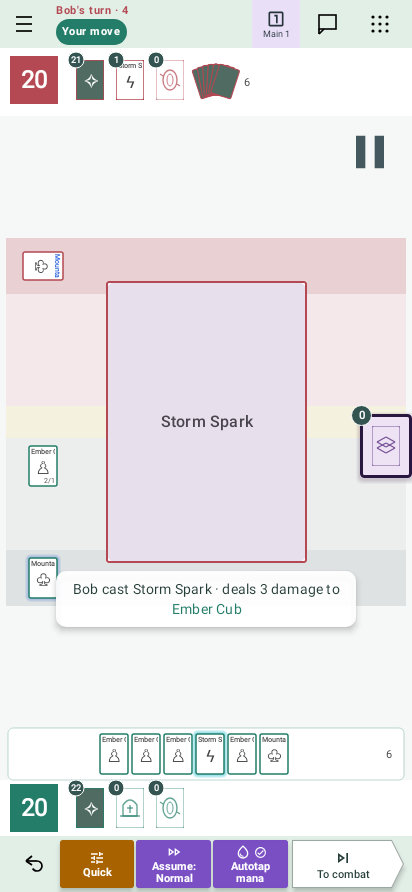 Bob's turn · 4
Your move
1
Main 1
20
21
1
Storm S
0
6
Mounta
Storm Spark
0
Ember (
2/1
Mounta
Bob cast Storm Spark · deals 3 damage to
Ember Cub
Ember ( Ember ( Ember ( Storm S Ember ( Mounta
6
20
22
0
0
Quick
Assume:
Normal
Autotap
mana
To combat